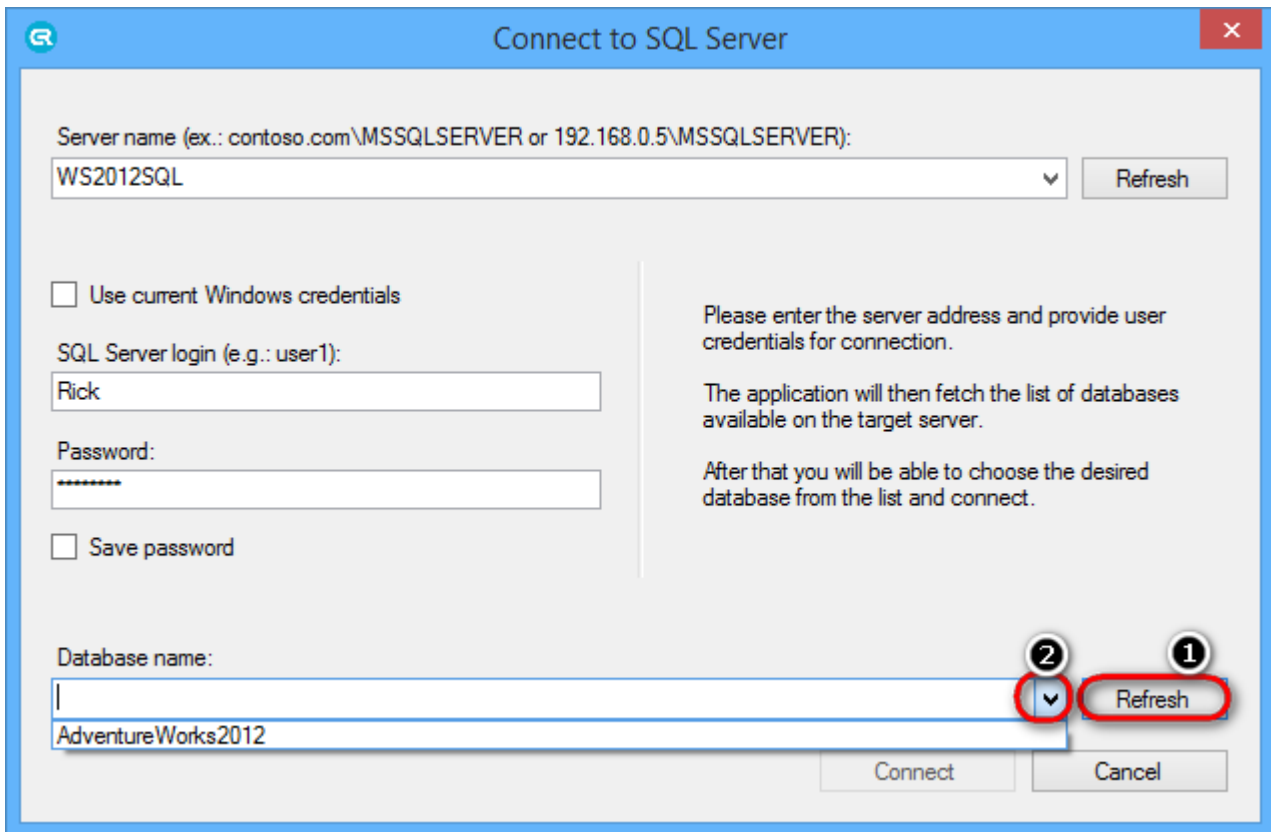 Connect to SQL Server
Server name (ex.: contoso.com\MSSQLSERVER or 192.168.0.5\MSSQLSERVER):
WS2012SQL
Refresh
Use current Windows credentials
SQL Server login (e.g.: user1):
Rick
Password:
********
Save password
Please enter the server address and provide user
credentials for connection.
The application will then fetch the list of databases
available on the target server.
After that you will be able to choose the desired
database from the list and connect.
Database name:
2
1
Refresh
AdventureWorks2012
Connect
Cancel